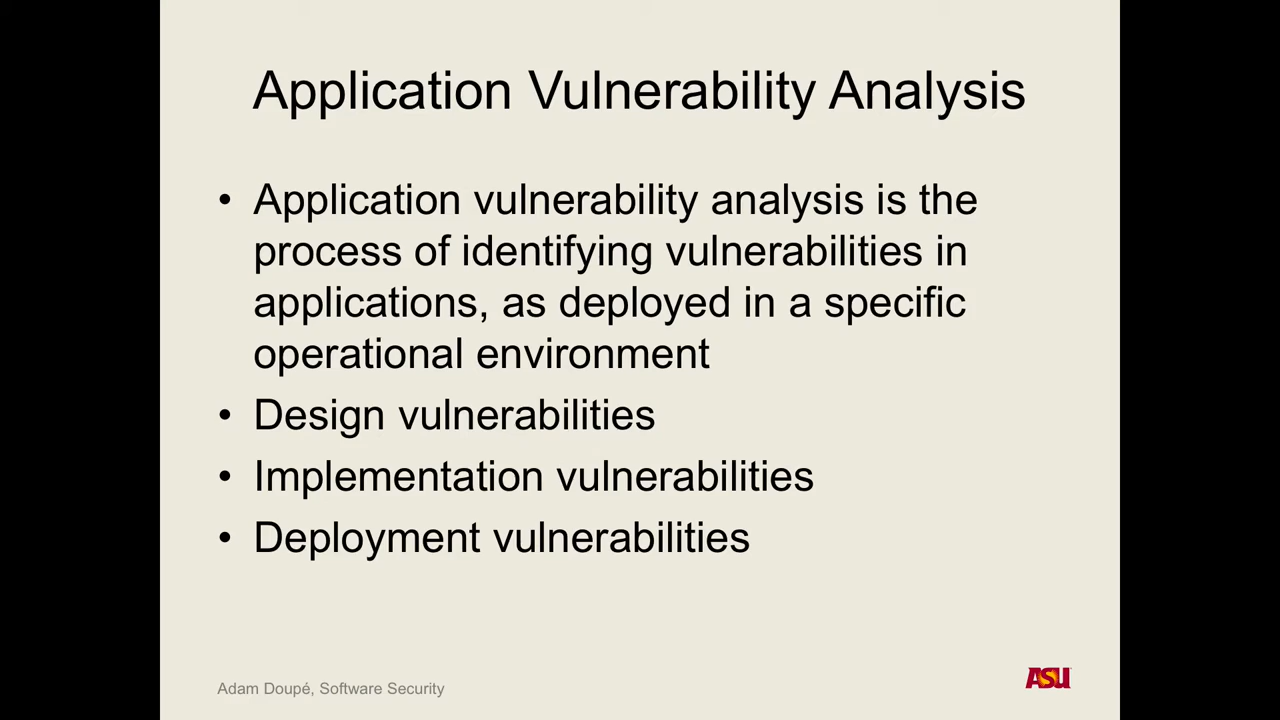 Application Vulnerability Analysis
• Application vulnerability analysis is the
process of identifying vulnerabilities in
applications, as deployed in a specific
operational environment
• Design vulnerabilities
• Implementation vulnerabilities
• Deployment vulnerabilities
Adam Doupé, Software Security
ASU